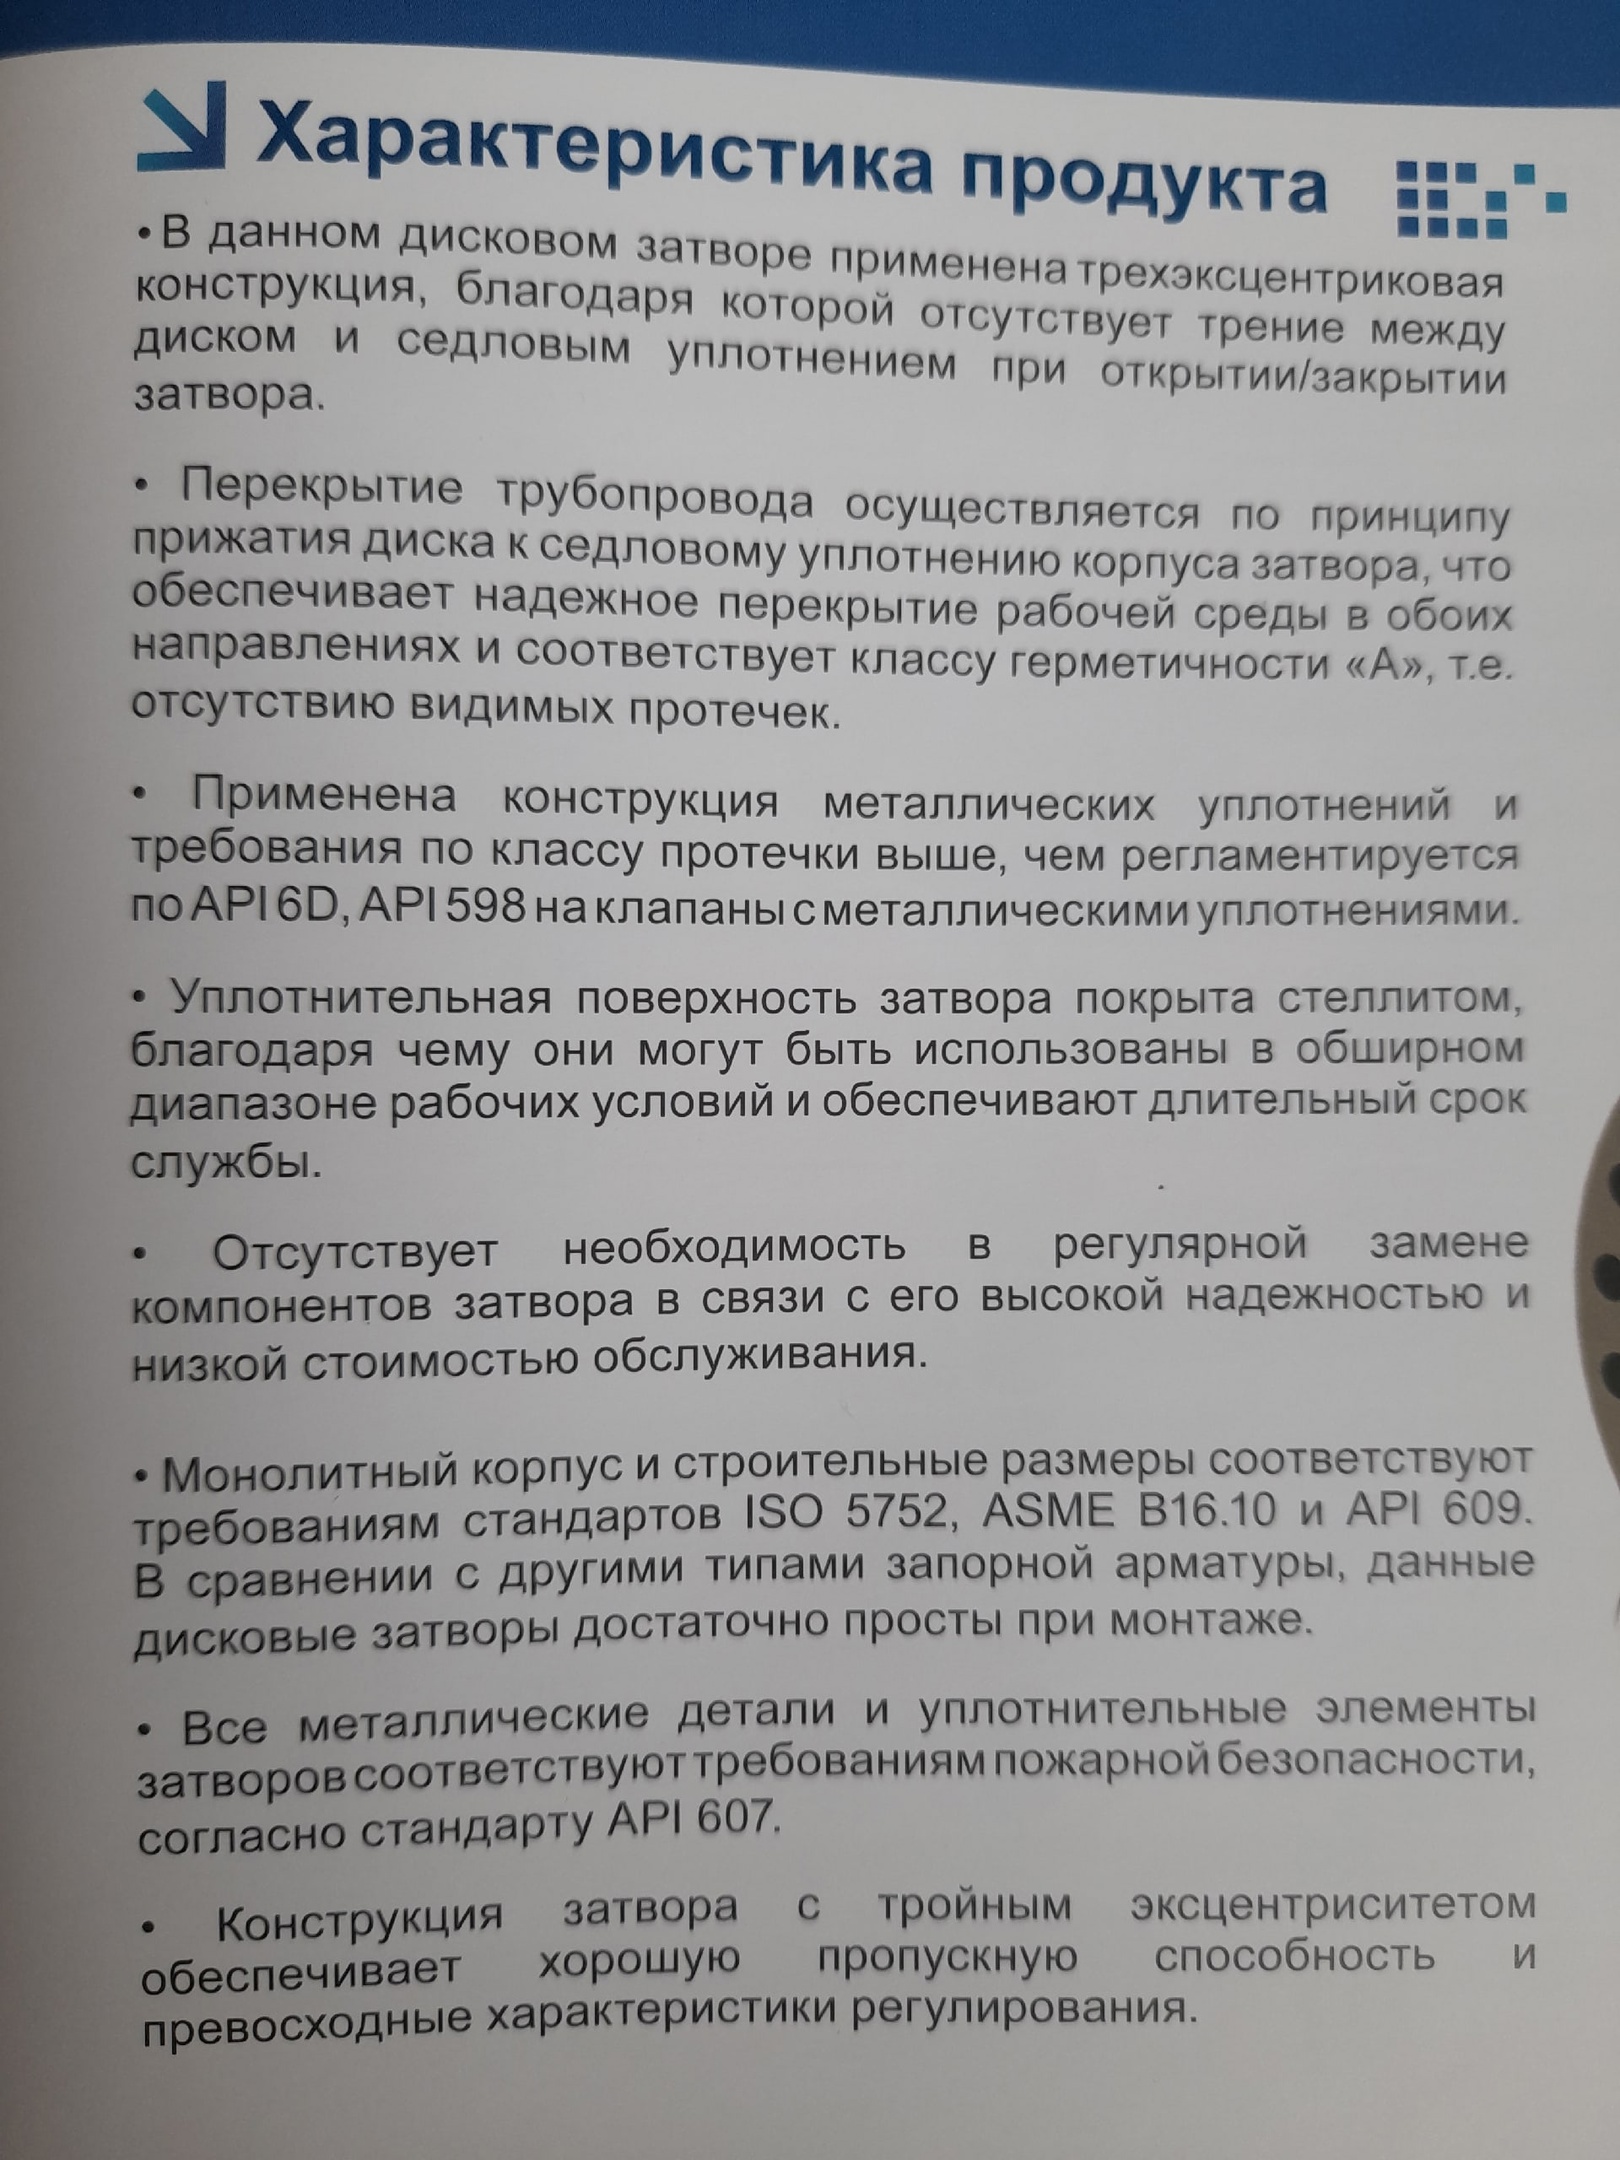 Характеристика продукта
• В данном дисковом затворе применена трехэксцентриковая
конструкция, благодаря которой отсутствует трение между
диском и седловым уплотнением при открытии/закрытии
затвора.
• Перекрытие трубопровода осуществляется по принципу
прижатия диска к седловому уплотнению корпуса затвора, что
обеспечивает надежное перекрытие рабочей среды в обоих
направлениях и соответствует классу герметичности «А», т.е.
отсутствию видимых протечек.
• Применена конструкция металлических уплотнений и
требования по классу протечки выше, чем регламентируется
по API 6D, API 598 на клапаны с металлическими уплотнениями.
• Уплотнительная поверхность затвора покрыта стеллитом,
благодаря чему они могут быть использованы в обширном
диапазоне рабочих условий и обеспечивают длительный срок
службы.
• Отсутствует необходимость в регулярной замене
компонентов затвора в связи с его высокой надежностью и
низкой стоимостью обслуживания.
• Монолитный корпус и строительные размеры соответствуют
требованиям стандартов ISO 5752, ASME B16.10 и API 609.
В сравнении с другими типами запорной арматуры, данные
дисковые затворы достаточно просты при монтаже.
• Все металлические детали и уплотнительные элементы
затворов соответствуют требованиям пожарной безопасности,
согласно стандарту API 607.
• Конструкция затвора с тройным эксцентриситетом
обеспечивает хорошую пропускную способность и
превосходные характеристики регулирования.